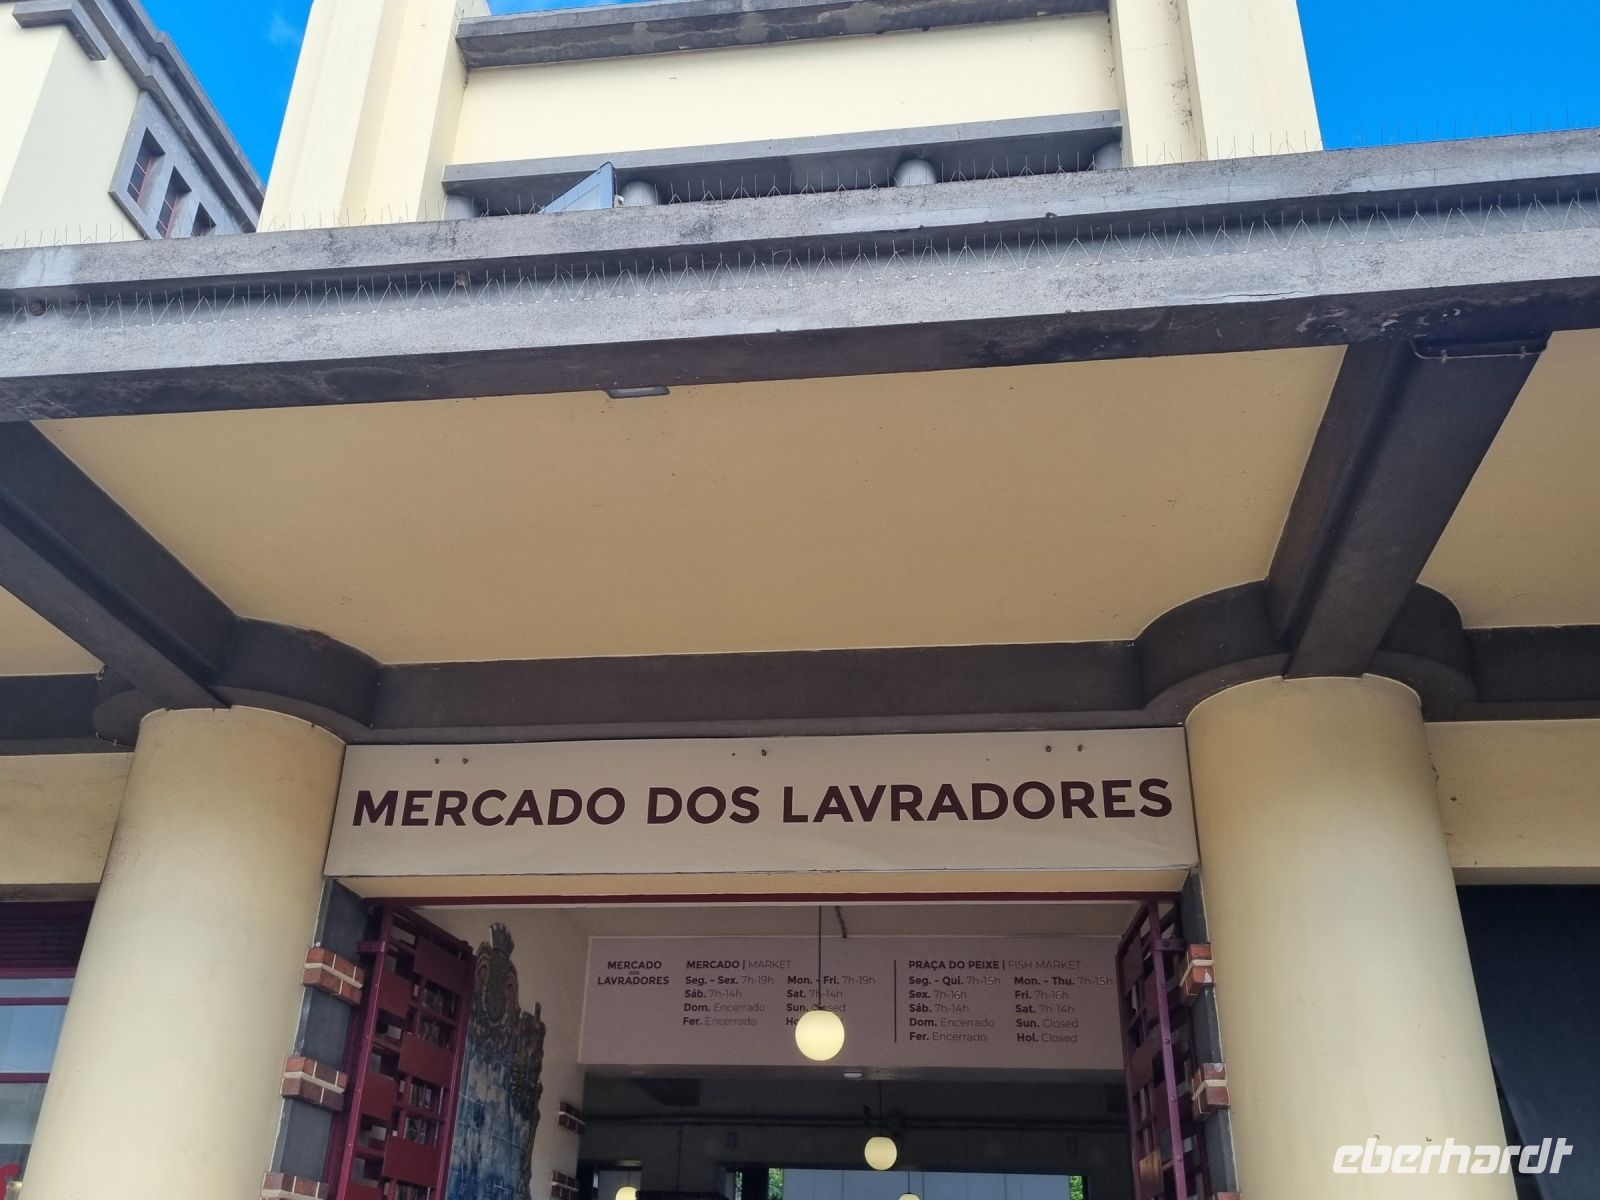 MERCADO DOS LAVRADORES
MERCADO
DOS
LAVRADORES
MERCADO | MARKET
Seg. - Sex. 7h-19h
Sáb. 7h-14h
Dom. Encerrado
Fer. Encerrado
Mon. - Fri. 7h-19h
Sat. 7h-14h
Sun.
PRAÇA DO PEIXE | FISH MARKET
Seg. - Qui. 7h-15h
Sex. 7h-16h
Sáb. 7h-14h
Dom. Encerrado
Fer. Encerrado
Mon. - Thu. 7h-15h
Fri. 7h-16h
Sat. 7h-14h
Sun. Closed
Hol. Closed
eberhardt